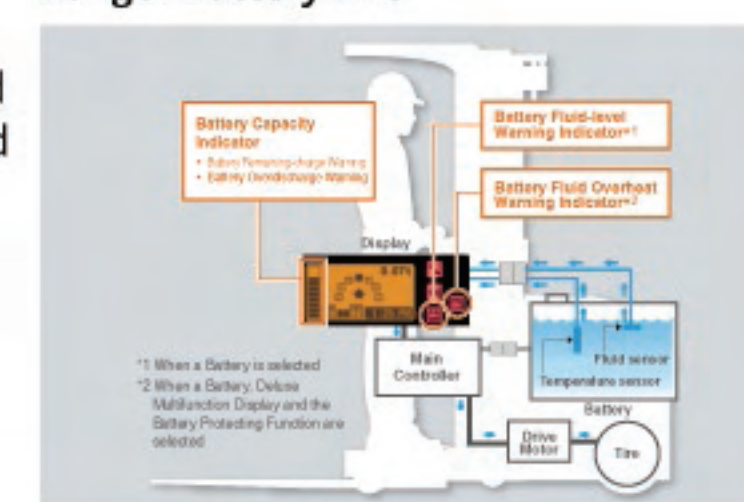 Battery Capacity
Indicator
• Battery Remaining-charge Warning
• Battery Overdischarge Warning
Battery Fluid-level
Warning Indicator*1
Battery Fluid Overheat
Warning Indicator*2
Display
Main
Controller
Fluid sensor
Temperature sensor
Battery
Drive
Motor
Tire
*1 When a Battery is selected
*2 When a Battery, Deluxe
Multifunction Display and the
Battery Protecting Function are
selected